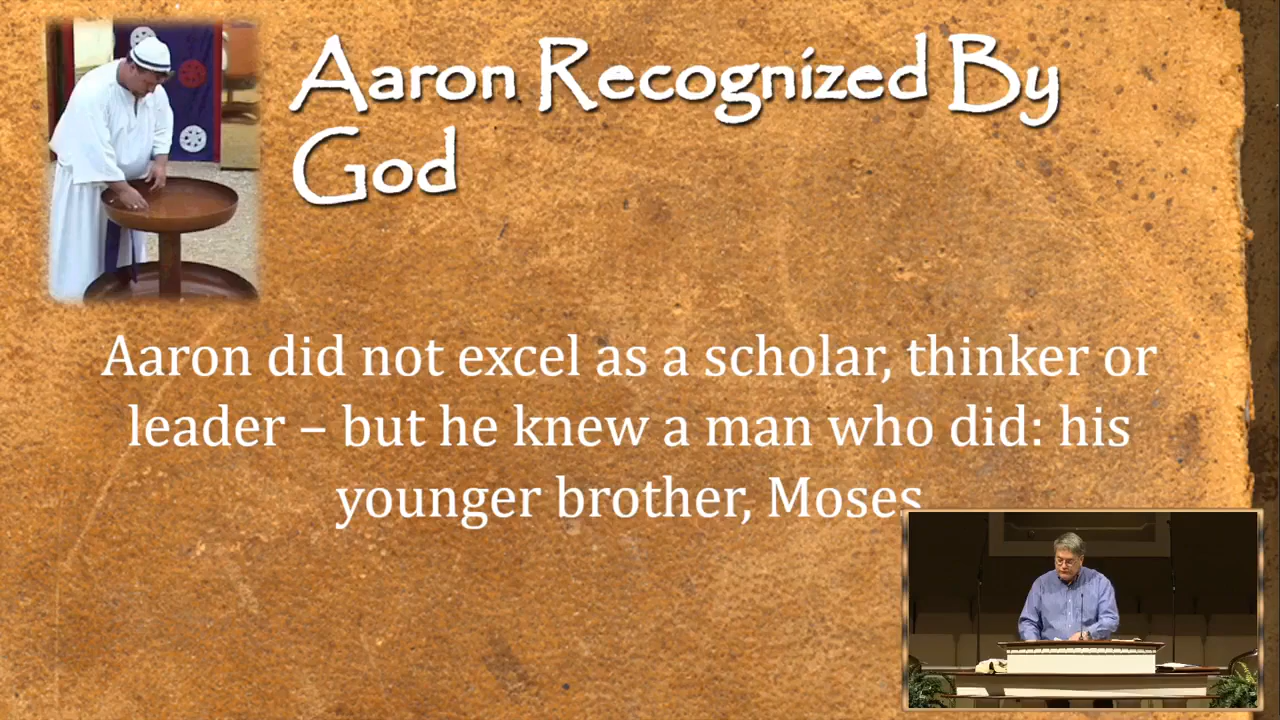 Aaron Recognized By
God
Aaron did not excel as a scholar, thinker or
leader – but he knew a man who did: his
younger brother, Moses